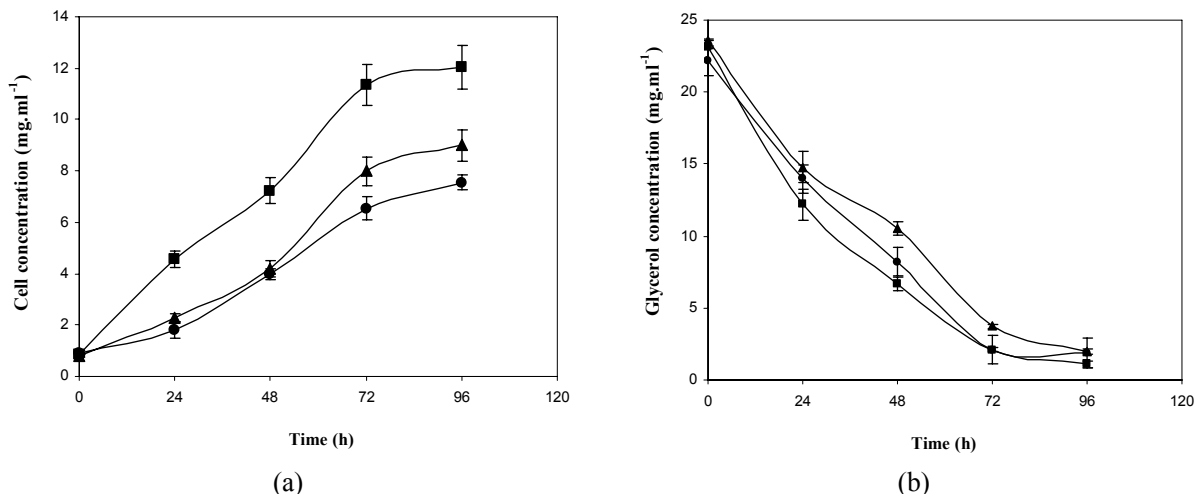 14
12
10
8
6
4
2
0
Cell concentration (mg.ml⁻¹)
0 24 48 72 96 120
Time (h)
(a)
25
20
15
10
5
0
Glycerol concentration (mg.ml⁻¹)
0 24 48 72 96 120
Time (h)
(b)